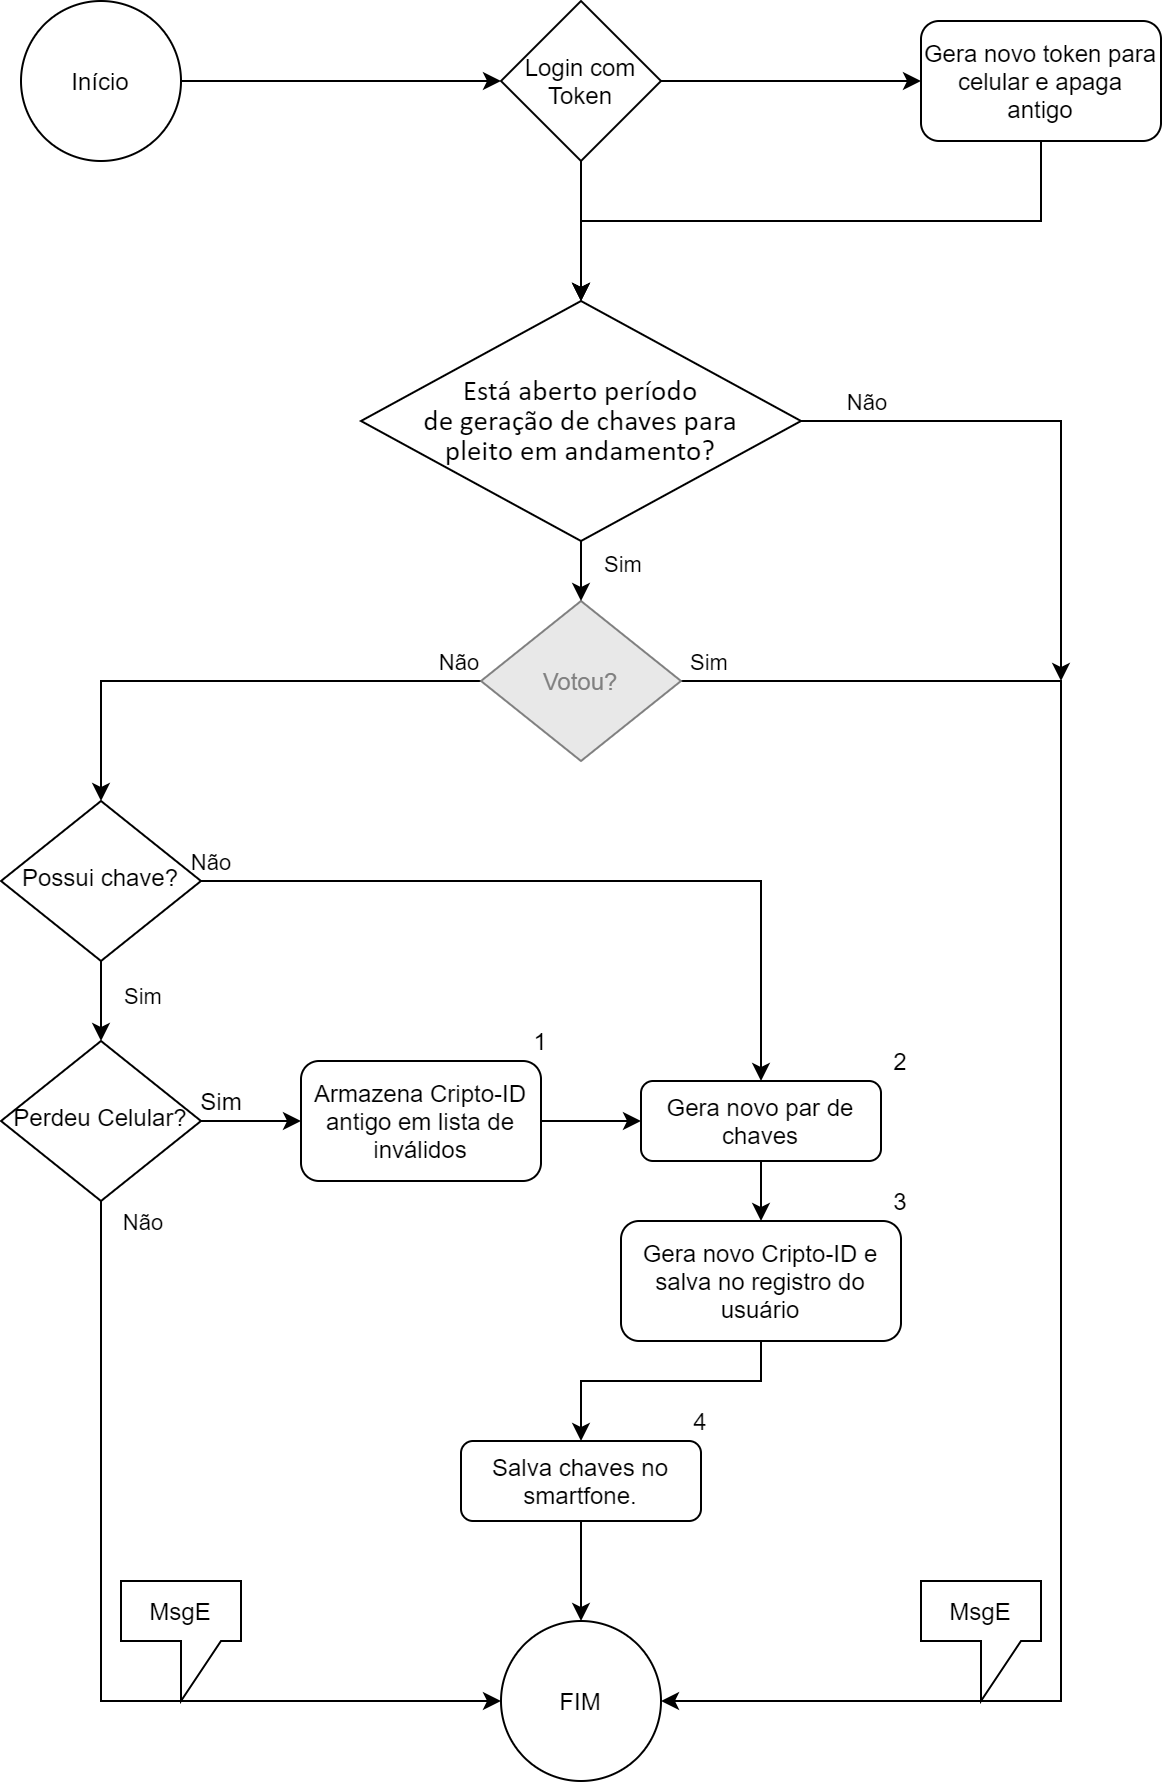 Início
Login com
Token
Gera novo token para
celular e apaga
antigo
Está aberto período
de geração de chaves para
pleito em andamento?
Não
Sim
Não
Votou?
Sim
Possui chave?
Não
Sim
Perdeu Celular?
Sim
Não
1
Armazena Cripto-ID
antigo em lista de
inválidos
2
Gera novo par de
chaves
3
Gera novo Cripto-ID e
salva no registro do
usuário
4
Salva chaves no
smartfone.
MsgE
MsgE
FIM